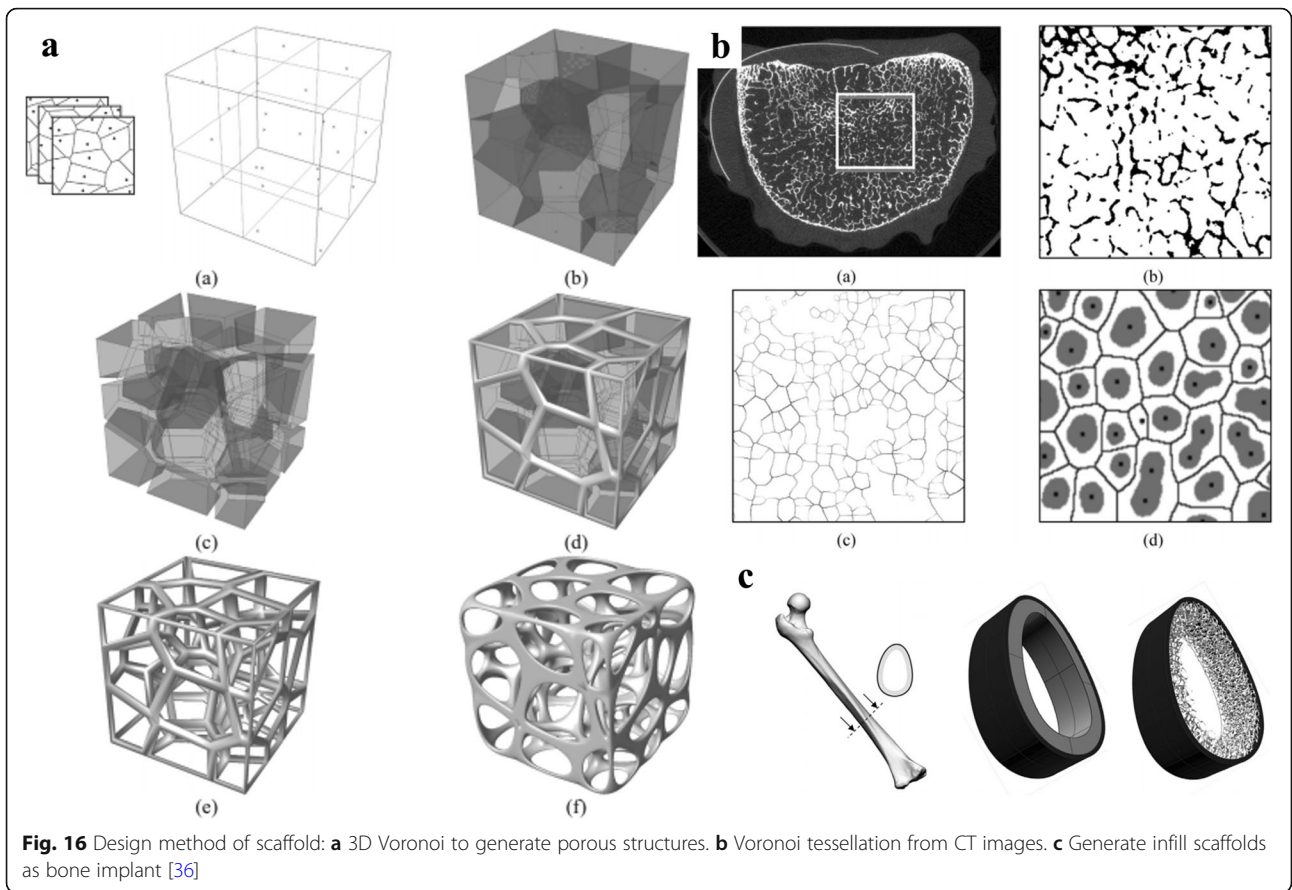 a
b
(a)
(b)
(a)
(b)
(c)
(d)
(c)
(d)
c
(e)
(f)
Fig. 16 Design method of scaffold: a 3D Voronoi to generate porous structures. b Voronoi tessellation from CT images. c Generate infill scaffolds
as bone implant [36]